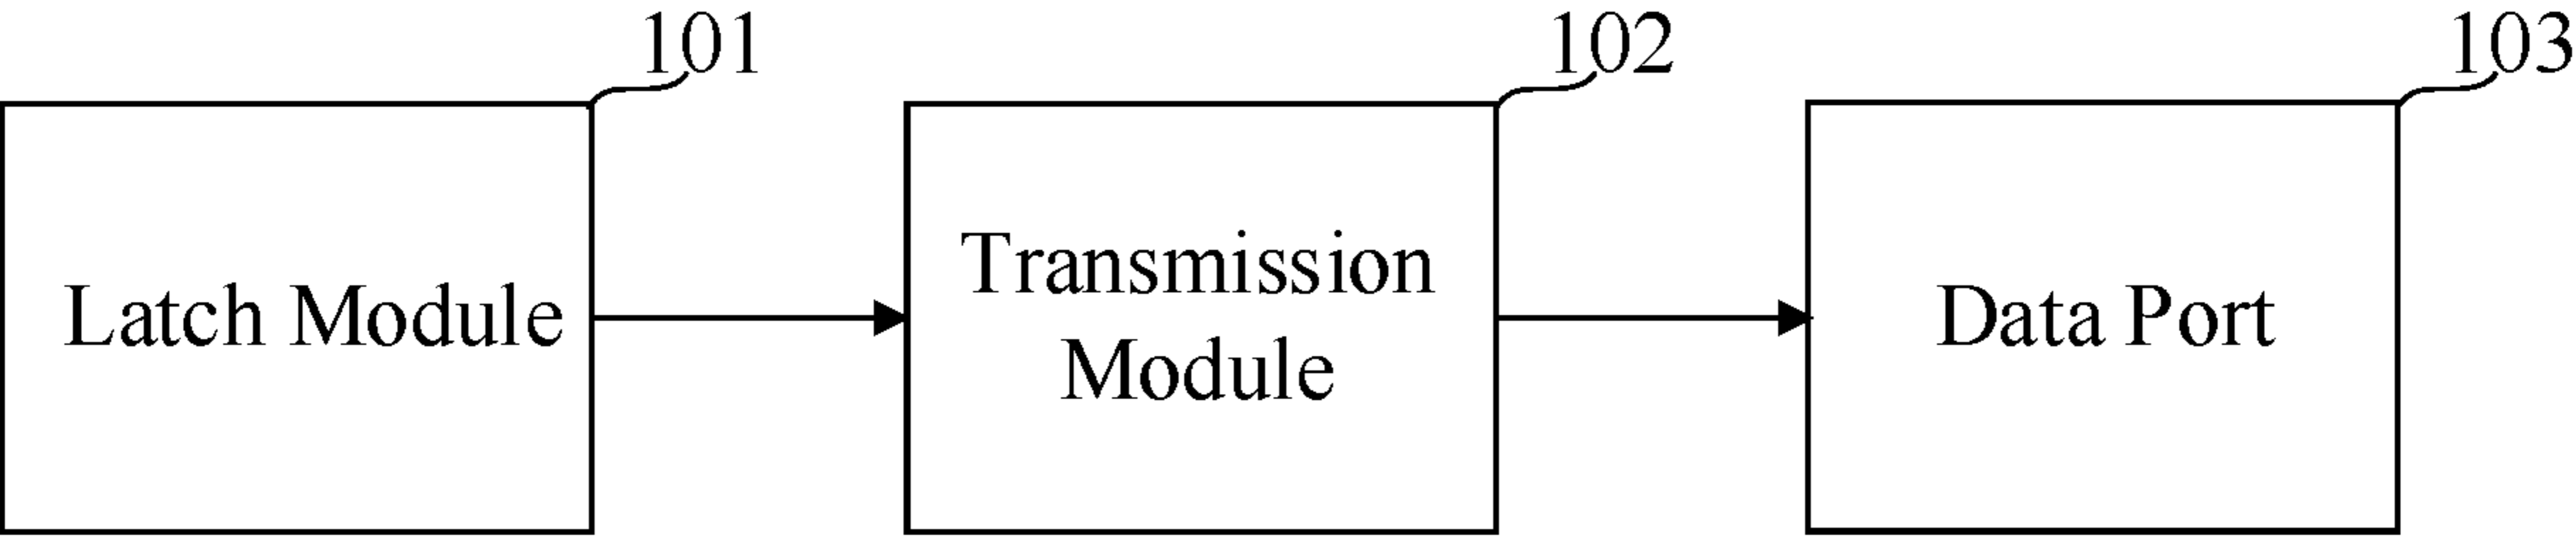 101
102
103
Latch Module
Transmission
Module
Data Port